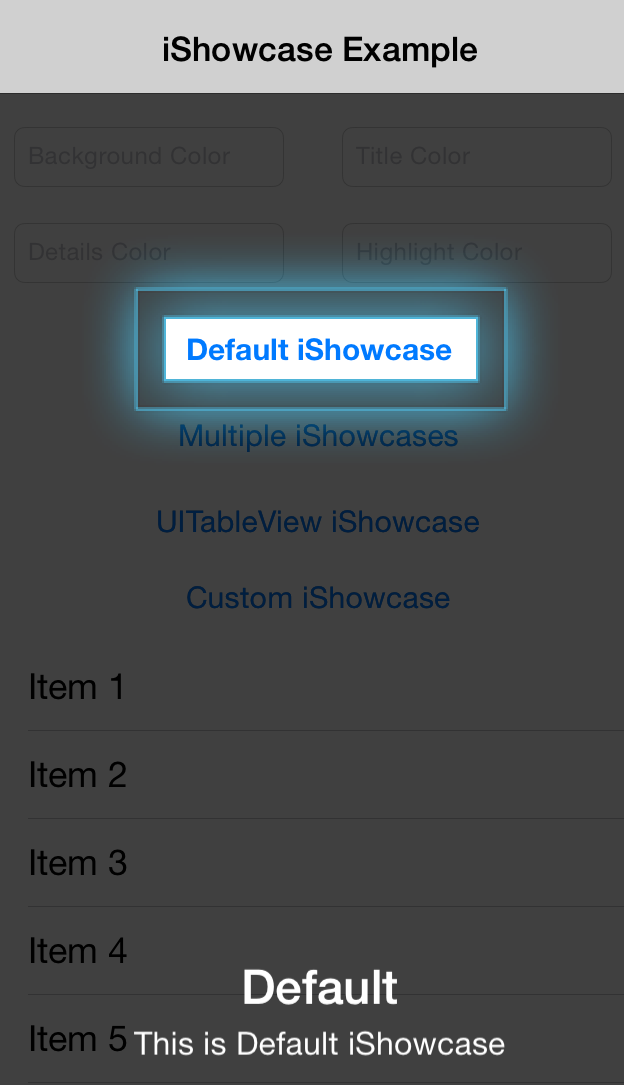 iShowcase Example
Background Color
Title Color
Details Color
Highlight Color
Default iShowcase
Multiple iShowcases
UITableView iShowcase
Custom iShowcase
Item 1
Item 2
Item 3
Item 4
Default
Item 5
This is Default iShowcase